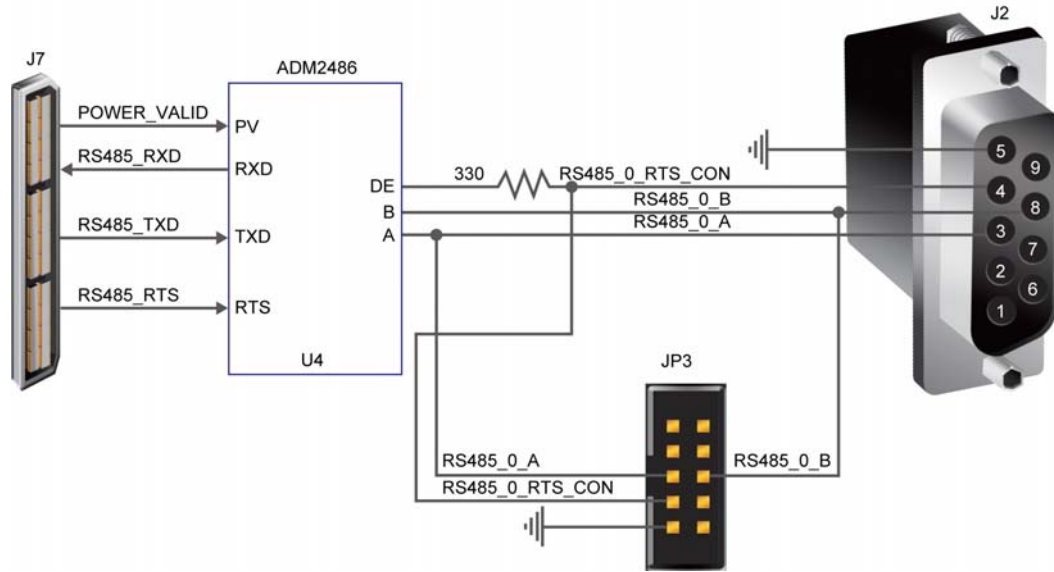 J2
J7
ADM2486
POWER_VALID
PV
RS485_RXD
RXD
5
9
330
RS485_0_RTS_CON
DE
4
RS485_0_B
B
8
RS485_TXD
TXD
RS485_0_A
A
3
7
2
6
RS485_RTS
RTS
1
U4
JP3
RS485_0_A
RS485_0_B
RS485_0_RTS_CON